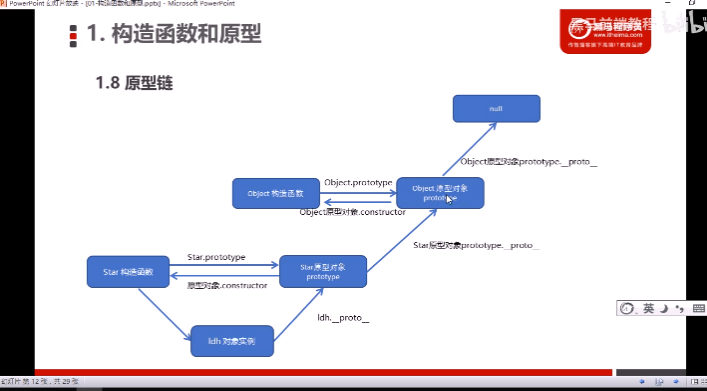 PowerPoint 幻灯片放映 - [01-构造函数和原型.pptx] - Microsoft PowerPoint
1. 构造函数和原型
黑马前端教程
bilibili
www.itheima.com
传智播客旗下高端IT教育品牌
1.8 原型链
null
Object原型对象prototype.__proto__
Object 构造函数
Object.prototype
Object 原型对象
prototype
Object原型对象.constructor
Star原型对象prototype.__proto__
Star 构造函数
Star.prototype
Star原型对象
prototype
原型对象.constructor
ldh.__proto__
ldh 对象实例
英
幻灯片 第 12 张，共 29 张